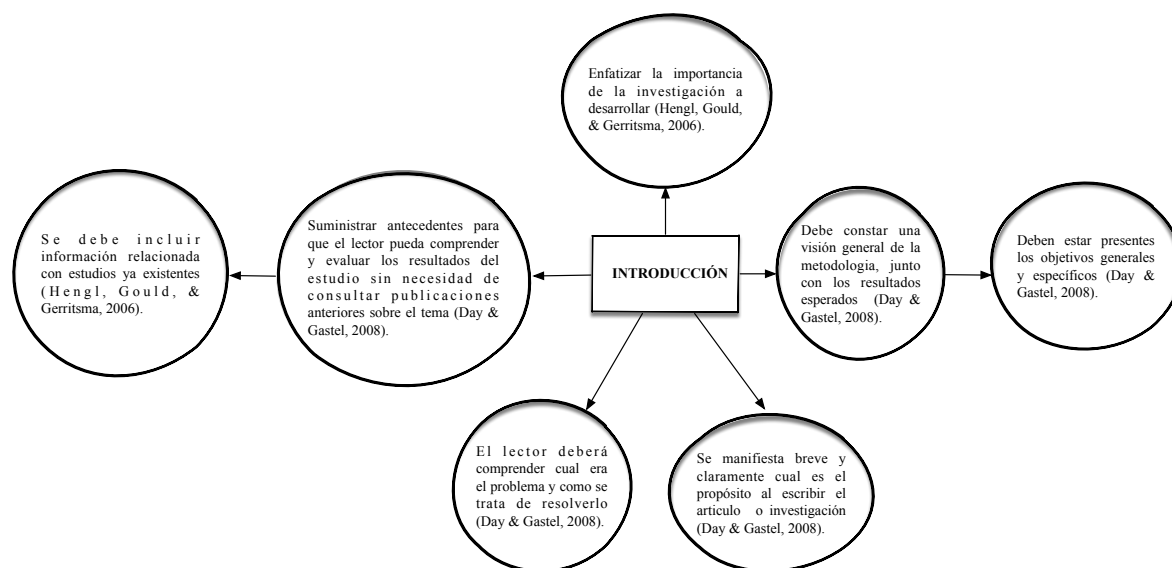 Enfatizar la importancia
de la investigación a
desarrollar (Hengl, Gould,
& Gerritsma, 2006).
Se debe incluir
información relacionada
con estudios ya existentes
(Hengl, Gould, &
Gerritsma, 2006).
Suministrar antecedentes para
que el lector pueda comprender
y evaluar los resultados del
estudio sin necesidad de
consultar publicaciones
anteriores sobre el tema (Day &
Gastel, 2008).
INTRODUCCIÓN
Debe constar una
visión general de la
metodologia, junto
con los resultados
esperados (Day &
Gastel, 2008).
Deben estar presentes
los objetivos generales
y específicos (Day &
Gastel, 2008).
El lector deberá
comprender cual era
el problema y como se
trata de resolverlo
(Day & Gastel, 2008).
Se manifiesta breve y
claramente cual es el
propósito al escribir el
articulo o investigación
(Day & Gastel, 2008).